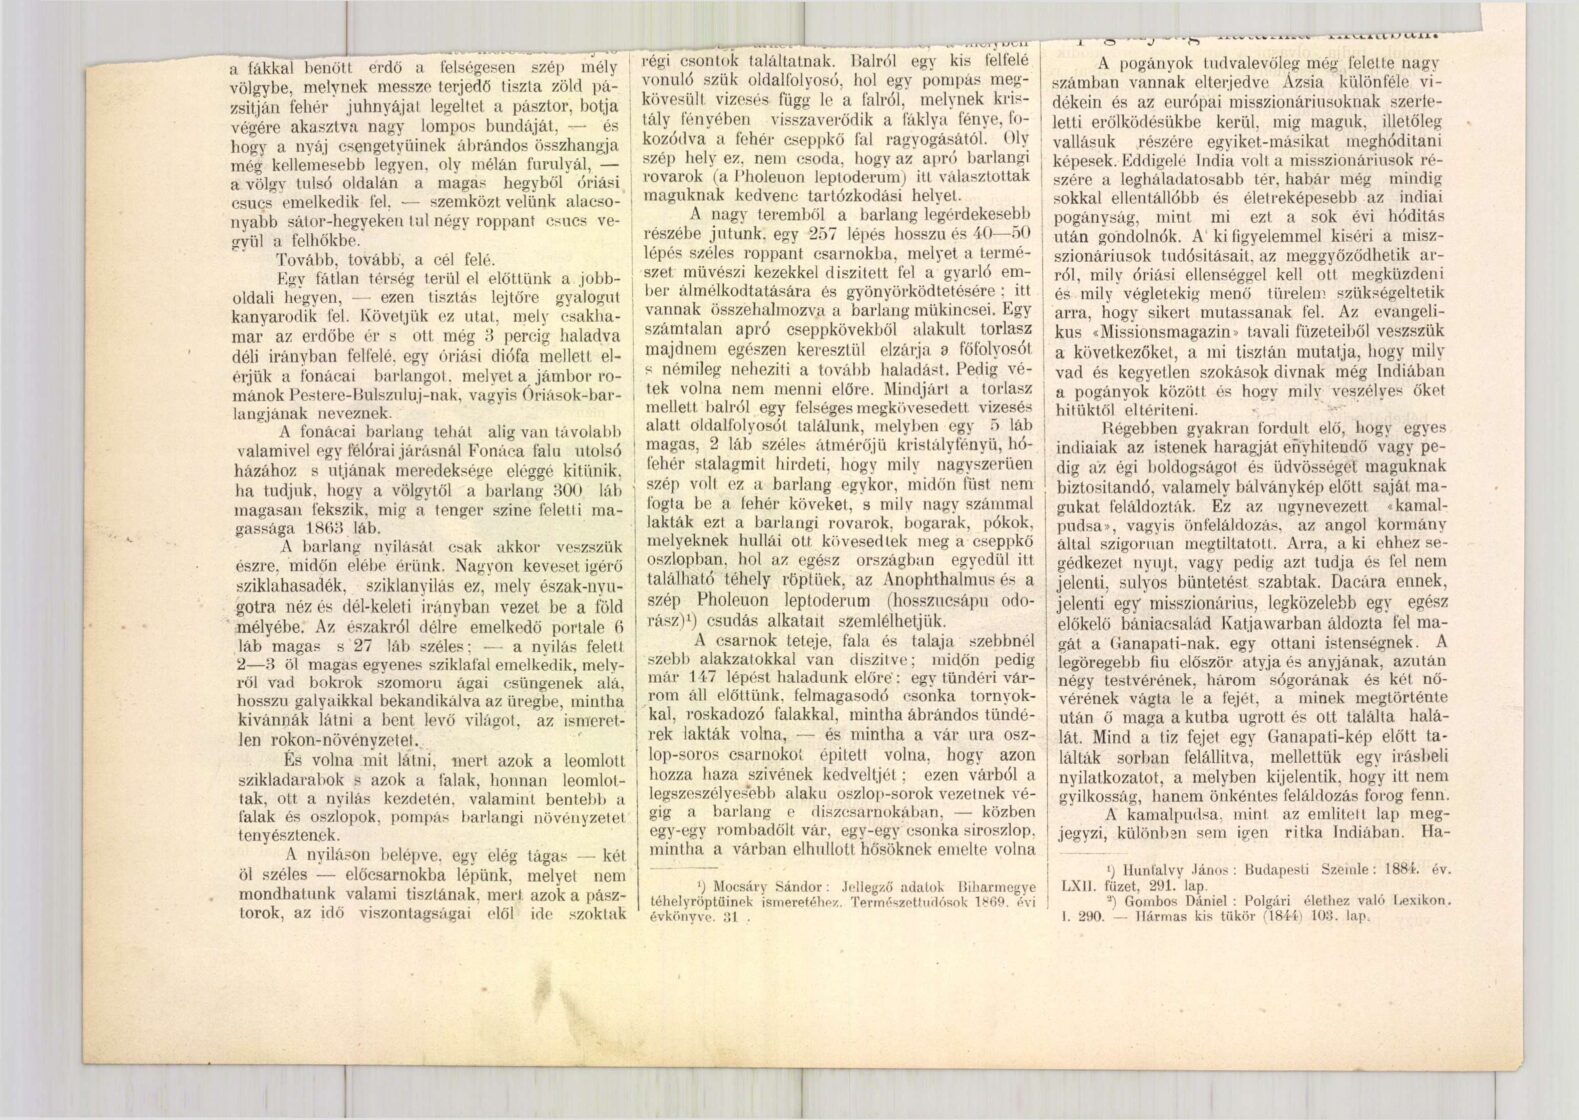 a fákkal benőtt erdő a felségesen szép mély
völgybe, melynek messze terjedő tiszta zöld pá-
zsitján fehér juhnyájat legeltet a pásztor, botja
végére akasztva nagy lompos bundáját, — és
hogy a nyáj csengetyüinek ábrándos összhangja
még kellemesebb legyen, oly mélán furulyál, —
a völgy tulsó oldalán a magas hegyből óriási
csucs emelkedik fel, — szemközt velünk alacso-
nyabb sátor-hegyeken tul négy roppant csucs ve-
gyül a felhőkbe.
Tovább, tovább, a cél felé.
Egy fátlan térség terül el előttünk a jobb-
oldali hegyen, — ezen tisztás lejtőre gyalogut
kanyarodik fel. Követjük ez utat, mely csakha-
mar az erdőbe ér s ott még 3 percig haladva
déli irányban felfelé, egy óriási diófa mellett el-
érjük a fonácai barlangot, melyet a jámbor ro-
mánok Pestere-Bulszuluj-nak, vagyis Óriások-bar-
langjának neveznek.
A fonácai barlang tehát alig van távolabb
valamivel egy félórai járásnál Fonáca falu utolsó
házához s utjának meredeksége eléggé kitünik,
ha tudjuk, hogy a völgytől a barlang 300 láb
magasan fekszik, mig a tenger szine feletti ma-
gassága 1863 láb.
A barlang nyilását csak akkor veszszük
észre, midőn elébe érünk. Nagyon keveset igérő
sziklahasadék, sziklanyilás ez, mely észak-nyu-
gotra néz és dél-keleti irányban vezet be a föld
mélyébe. Az északról délre emelkedő portale 6
láb magas s 27 láb széles; — a nyilás felett
2—3 öl magas egyenes sziklafal emelkedik, mely-
ről vad bokrok szomoru ágai csüngenek alá,
hosszu galyaikkal bekandikálva az üregbe, mintha
kivánnák látni a bent levő világot, az ismeret-
len rokon-növényzetet.
És volna mit látni, mert azok a leomlott
szikladarabok s azok a falak, honnan leomlot-
tak, ott a nyilás kezdetén, valamint bentebb a
falak és oszlopok, pompás barlangi növényzetet
tenyésztenek.
A nyiláson belépve, egy elég tágas — két
öl széles — előcsarnokba lépünk, melyet nem
mondhatunk valami tisztának, mert azok a pász-
torok, az idő viszontagságai elől ide szoktak
a melyben
régi csontok találtatnak. Balról egy kis felfelé
vonuló szük oldalfolyosó, hol egy pompás meg-
kövesült vizesés függ le a falról, melynek kris-
tály fényében visszaverődik a fáklya fénye, fo-
kozódva a fehér cseppkő fal ragyogásától. Oly
szép hely ez, nem csoda, hogy az apró barlangi
rovarok (a Pholeuon leptoderum) itt választottak
maguknak kedvenc tartózkodási helyet.
A nagy teremből a barlang legérdekesebb
részébe jutunk, egy 257 lépés hosszu és 40—50
lépés széles roppant csarnokba, melyet a termé-
szet müvészi kezekkel diszitett fel a gyarló em-
ber álmélkodtatására és gyönyörködtetésére; itt
vannak összehalmozva a barlang mükincsei. Egy
számtalan apró cseppkövekből alakult torlasz
majdnem egészen keresztül elzárja a főfolyosót
s némileg neheziti a tovább haladást. Pedig vé-
tek volna nem menni előre. Mindjárt a torlasz
mellett balról egy felséges megkövesedett vizesés
alatt oldalfolyosót találunk, melyben egy 5 láb
magas, 2 láb széles átmérőjü kristályfényü, hó-
fehér stalagmit hirdeti, hogy mily nagyszerüen
szép volt ez a barlang egykor, midőn füst nem
fogta be a fehér köveket, s mily nagy számmal
lakták ezt a barlangi rovarok, bogarak, pókok,
melyeknek hullái ott kövesedtek meg a cseppkő
oszlopban, hol az egész országban egyedül itt
található téhely röptüek, az Anophthalmus és a
szép Pholeuon leptoderum (hosszucsápu odo-
rász)¹) csudás alkatait szemlélhetjük.
A csarnok teteje, fala és talaja szebbnél
szebb alakzatokkal van diszitve; midőn pedig
már 147 lépést haladunk előre: egy tündéri vár-
rom áll előttünk, felmagasodó csonka tornyok-
kal, roskadozó falakkal, mintha ábrándos tündé-
rek lakták volna, — és mintha a vár ura osz-
lop-soros csarnokot épitett volna, hogy azon
hozza haza szivének kedveltjét; ezen várból a
legszeszélyesebb alaku oszlop-sorok vezetnek vé-
gig a barlang e diszcsarnokában, — közben
egy-egy rombadőlt vár, egy-egy csonka siroszlop,
mintha a várban elhullott hősöknek emelte volna
¹) Mocsáry Sándor: Jellegző adatok Biharmegye
téhelyröptüinek ismeretéhez. Természettudósok 1869. évi
évkönyve. 31 .
Indiában.
A pogányok tudvalevőleg még felette nagy
számban vannak elterjedve Ázsia különféle vi-
dékein és az európai misszionáriusoknak szerte-
letti erőlködésükbe kerül, mig maguk, illetőleg
vallásuk részére egyiket-másikat meghóditani
képesek. Eddigelé India volt a misszionáriusok ré-
szére a legháladatosabb tér, habár még mindig
sokkal ellentállóbb és életreképesebb az indiai
pogányság, mint mi ezt a sok évi hóditás
után gondolnók. A' ki figyelemmel kiséri a misz-
szionáriusok tudósitásait, az meggyőződhetik ar-
ról, mily óriási ellenséggel kell ott megküzdeni
és mily végletekig menő türelem szükségeltetik
arra, hogy sikert mutassanak fel. Az evangeli-
kus «Missionsmagazin» tavali füzeteiből veszszük
a következőket, a mi tisztán mutatja, hogy mily
vad és kegyetlen szokások divnak még Indiában
a pogányok között és hogy mily veszélyes őket
hitüktől eltériteni.
Régebben gyakran fordult elő, hogy egyes
indiaiak az istenek haragját enyhitendő vagy pe-
dig az égi boldogságot és üdvösséget maguknak
biztositandó, valamely bálványkép előtt saját ma-
gukat feláldozták. Ez az ugynevezett «kamal-
pudsa», vagyis önfeláldozás, az angol kormány
által szigoruan megtiltatott. Arra, a ki ehhez se-
gédkezet nyujt, vagy pedig azt tudja és fel nem
jelenti, sulyos büntetést szabtak. Dacára ennek,
jelenti egy misszionárius, legközelebb egy egész
előkelő bániacsalád Katjawarban áldozta fel ma-
gát a Ganapati-nak, egy ottani istenségnek. A
legöregebb fiu először atyja és anyjának, azután
négy testvérének, három sógorának és két nő-
vérének vágta le a fejét, a minek megtörténte
után ő maga a kutba ugrott és ott találta halá-
lát. Mind a tiz fejet egy Ganapati-kép előtt ta-
lálták sorban felállitva, mellettük egy irásbeli
nyilatkozatot, a melyben kijelentik, hogy itt nem
gyilkosság, hanem önkéntes feláldozás forog fenn.
A kamalpudsa, mint az emlitett lap meg-
jegyzi, különben sem igen ritka Indiában. Ha-
¹) Hunfalvy János: Budapesti Szemle: 1884. év.
LXII. füzet, 291. lap.
²) Gombos Dániel: Polgári élethez való Lexikon.
I. 290. — Hármas kis tükör (1844) 103. lap.